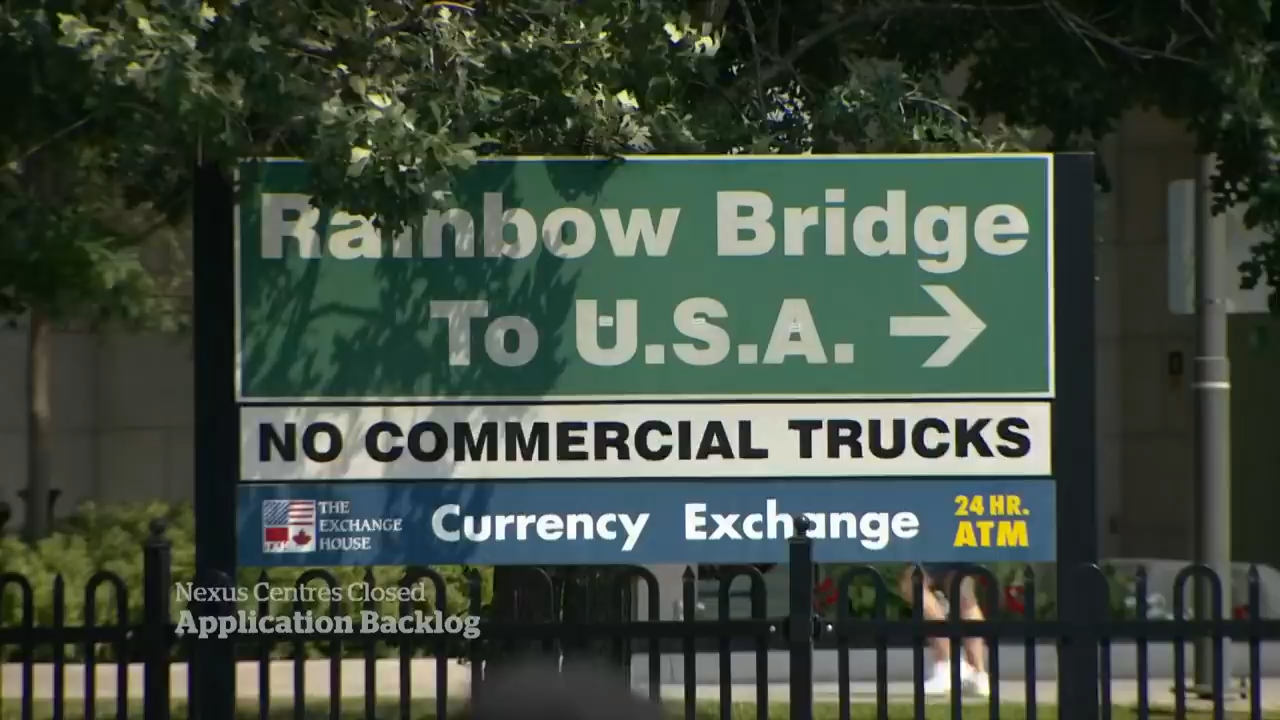 Rainbow Bridge
To U.S.A. →
NO COMMERCIAL TRUCKS
THE
EXCHANGE
HOUSE
Currency Exchange
24 HR.
ATM
Nexus Centres Closed
Application Backlog